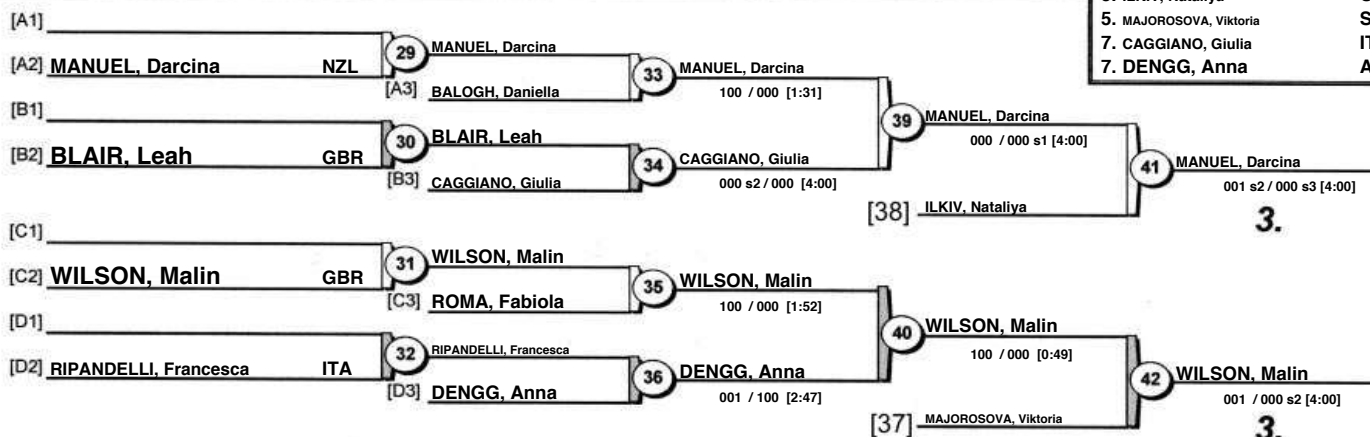 5. MAJOROSOVA, Viktoria S
7. CAGGIANO, Giulia IT
7. DENGG, Anna A
[A1]
[A2] MANUEL, Darcina NZL
29
MANUEL, Darcina
[A3] BALOGH, Daniella
33
MANUEL, Darcina
100 / 000 [1:31]
[B1]
[B2] BLAIR, Leah GBR
30
BLAIR, Leah
[B3] CAGGIANO, Giulia
34
CAGGIANO, Giulia
000 s2 / 000 [4:00]
39
MANUEL, Darcina
000 / 000 s1 [4:00]
[38] ILKIV, Nataliya
41
MANUEL, Darcina
001 s2 / 000 s3 [4:00]
3.
[C1]
[C2] WILSON, Malin GBR
31
WILSON, Malin
[C3] ROMA, Fabiola
35
WILSON, Malin
100 / 000 [1:52]
[D1]
[D2] RIPANDELLI, Francesca ITA
32
RIPANDELLI, Francesca
[D3] DENGG, Anna
36
DENGG, Anna
001 / 100 [2:47]
40
WILSON, Malin
100 / 000 [0:49]
[37] MAJOROSOVA, Viktoria
42
WILSON, Malin
001 / 000 s2 [4:00]
3.